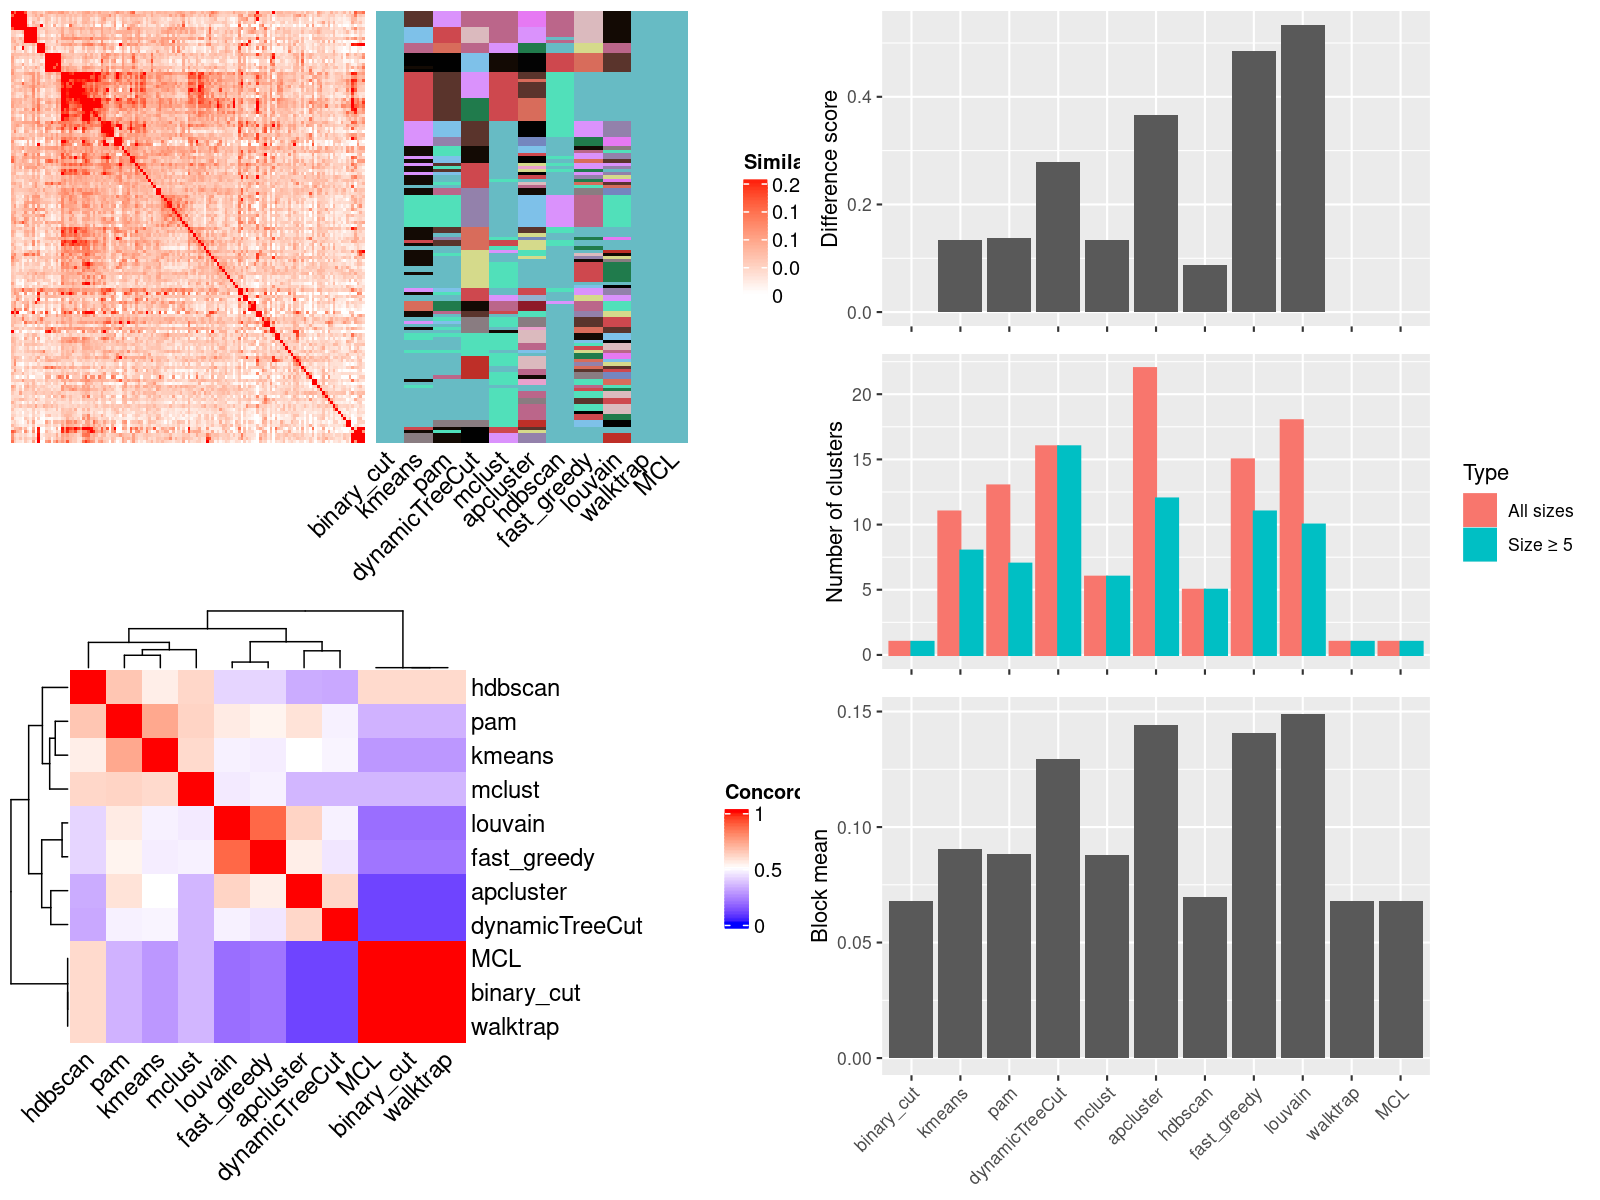 Simila
0.2
0.1
0.1
0.0
0
binary_cut
kmeans
pam
dynamicTreeCut
mclust
apcluster
hdbscan
fast_greedy
louvain
walktrap
MCL
hdbscan
pam
kmeans
mclust
louvain
fast_greedy
apcluster
dynamicTreeCut
MCL
binary_cut
walktrap
hdbscan
pam
kmeans
mclust
louvain
fast_greedy
apcluster
dynamicTreeCut
MCL
binary_cut
walktrap
Concord
1
0.5
0
Difference score
0.4
0.2
0.0
Number of clusters
20
15
10
5
0
Type
All sizes
Size ≥ 5
Block mean
0.15
0.10
0.05
0.00
binary_cut
kmeans
pam
dynamicTreeCut
mclust
apcluster
hdbscan
fast_greedy
louvain
walktrap
MCL